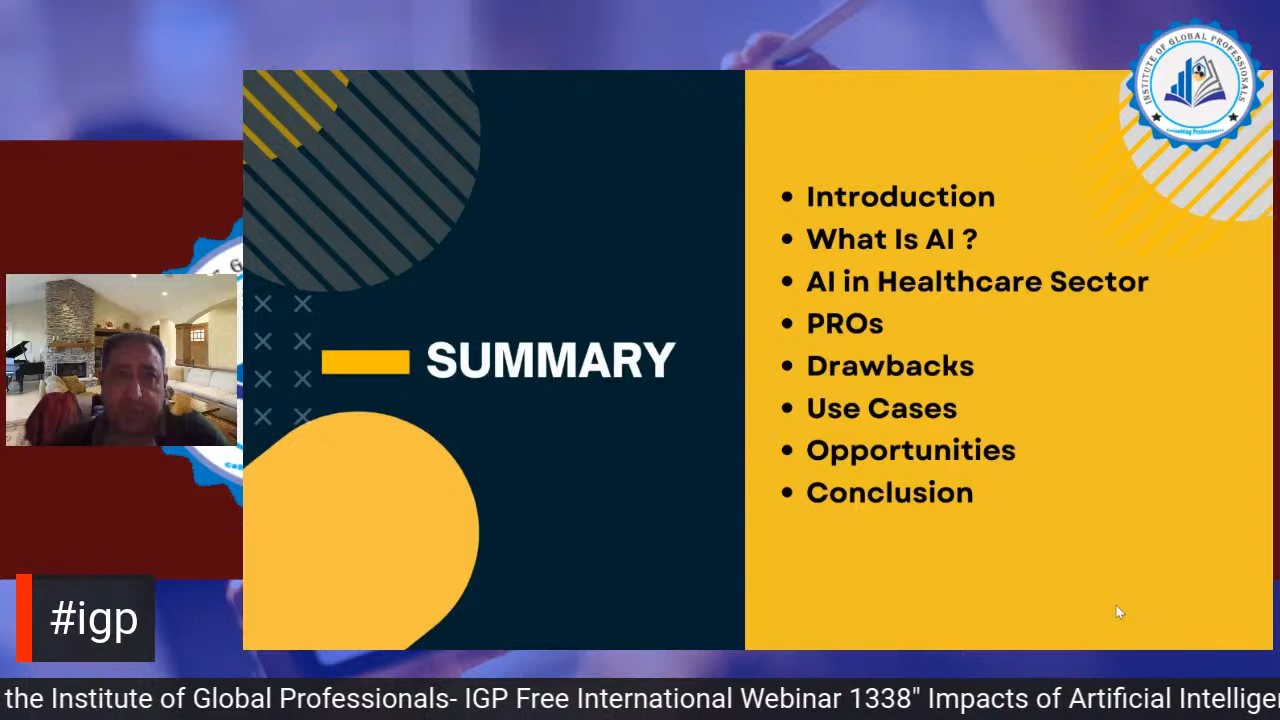 INSTITUTE OF GLOBAL PROFESSIONALS
SUMMARY
• Introduction
• What Is AI ?
• AI in Healthcare Sector
• PROs
• Drawbacks
• Use Cases
• Opportunities
• Conclusion
#igp
the Institute of Global Professionals- IGP Free International Webinar 1338" Impacts of Artificial Intellige